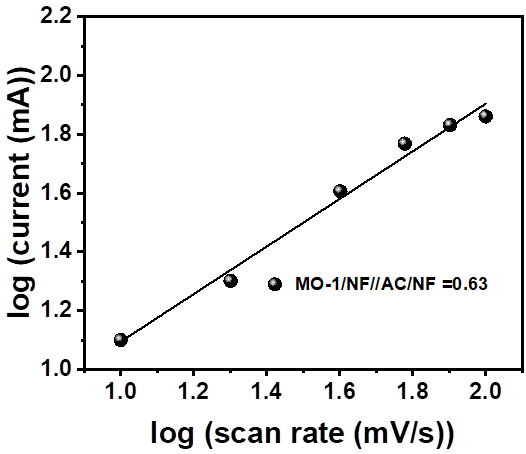 log (current (mA))
2.2
2.0
1.8
1.6
1.4
1.2
1.0
MO-1/NF//AC/NF =0.63
1.0 1.2 1.4 1.6 1.8 2.0
log (scan rate (mV/s))